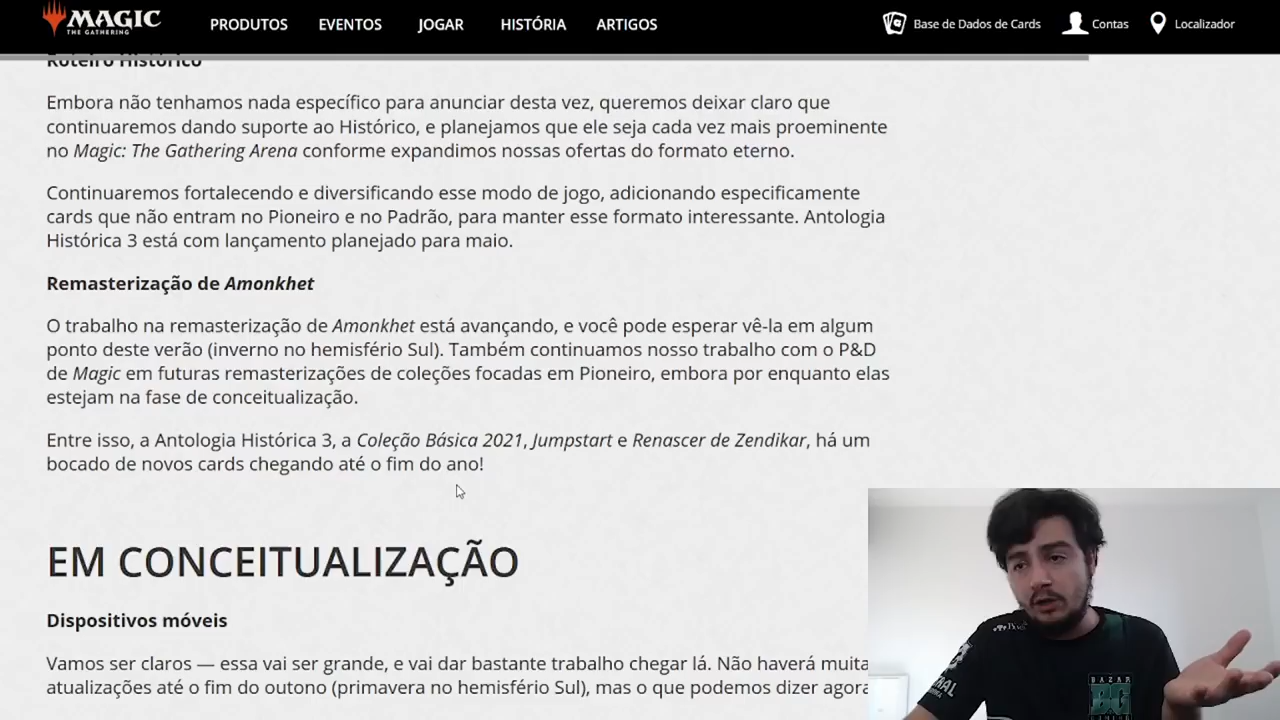 MAGIC
THE GATHERING
PRODUTOS
EVENTOS
JOGAR
HISTÓRIA
ARTIGOS
Base de Dados de Cards
Contas
Localizador
Roteiro Histórico
Embora não tenhamos nada específico para anunciar desta vez, queremos deixar claro que
continuaremos dando suporte ao Histórico, e planejamos que ele seja cada vez mais proeminente
no Magic: The Gathering Arena conforme expandimos nossas ofertas do formato eterno.
Continuaremos fortalecendo e diversificando esse modo de jogo, adicionando especificamente
cards que não entram no Pioneiro e no Padrão, para manter esse formato interessante. Antologia
Histórica 3 está com lançamento planejado para maio.
Remasterização de Amonkhet
O trabalho na remasterização de Amonkhet está avançando, e você pode esperar vê-la em algum
ponto deste verão (inverno no hemisfério Sul). Também continuamos nosso trabalho com o P&D
de Magic em futuras remasterizações de coleções focadas em Pioneiro, embora por enquanto elas
estejam na fase de conceitualização.
Entre isso, a Antologia Histórica 3, a Coleção Básica 2021, Jumpstart e Renascer de Zendikar, há um
bocado de novos cards chegando até o fim do ano!
EM CONCEITUALIZAÇÃO
Dispositivos móveis
Vamos ser claros — essa vai ser grande, e vai dar bastante trabalho chegar lá. Não haverá muita
atualizações até o fim do outono (primavera no hemisfério Sul), mas o que podemos dizer agora
BAZAR
BG